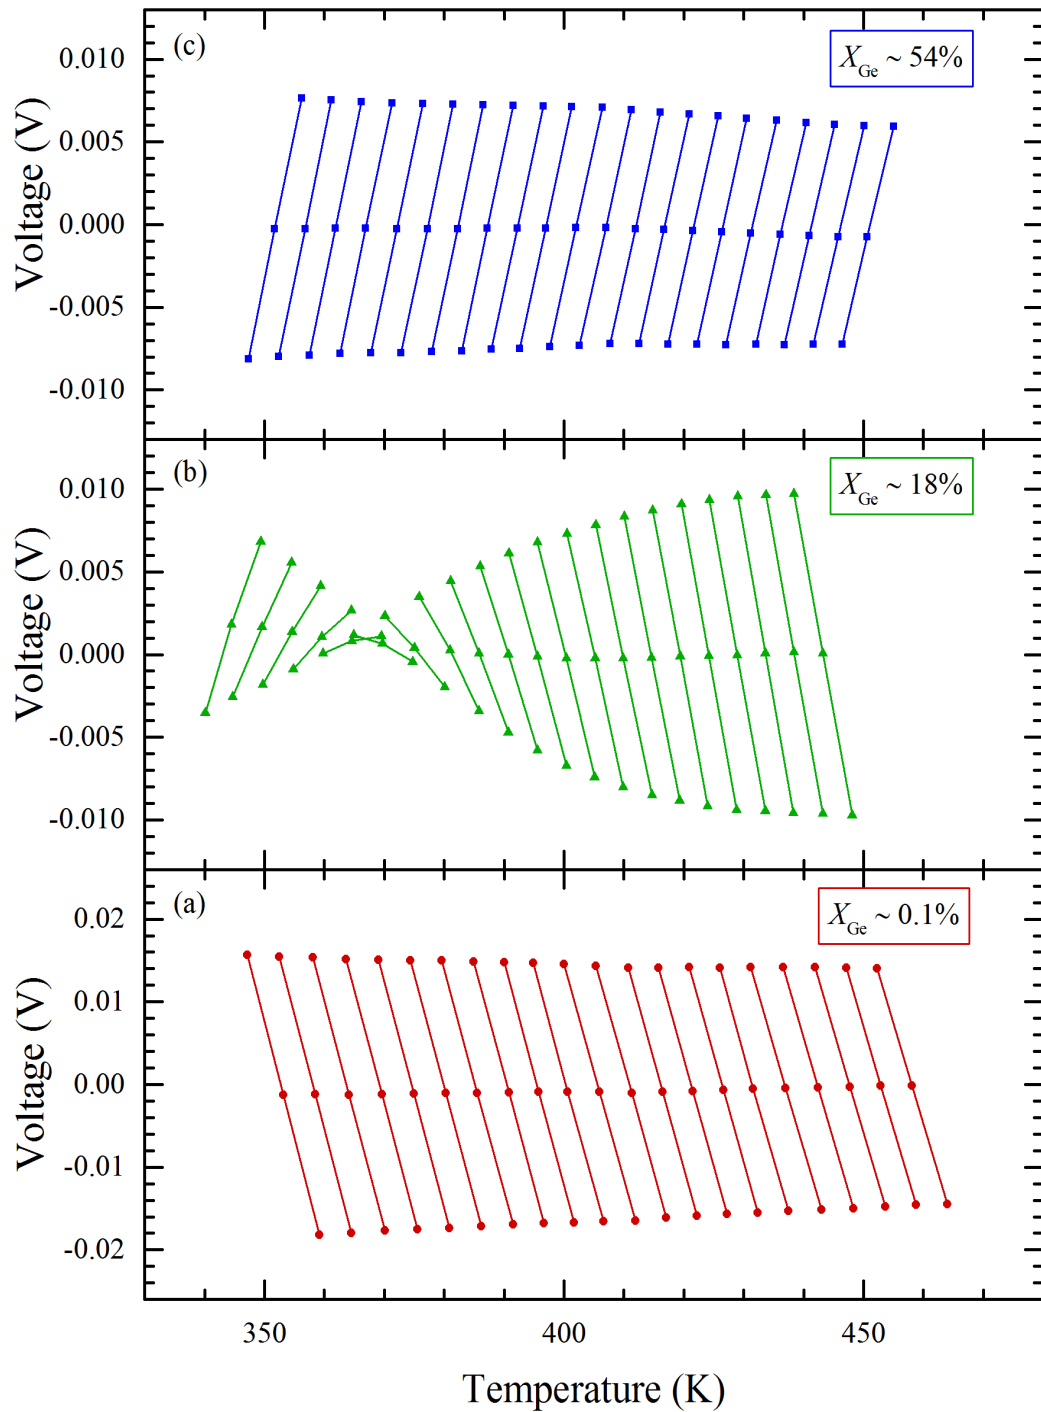 (c)
X_Ge ~ 54%
0.010
0.005
0.000
-0.005
-0.010
Voltage (V)
(b)
X_Ge ~ 18%
0.010
0.005
0.000
-0.005
-0.010
Voltage (V)
(a)
X_Ge ~ 0.1%
0.02
0.01
0.00
-0.01
-0.02
Voltage (V)
350 400 450
Temperature (K)